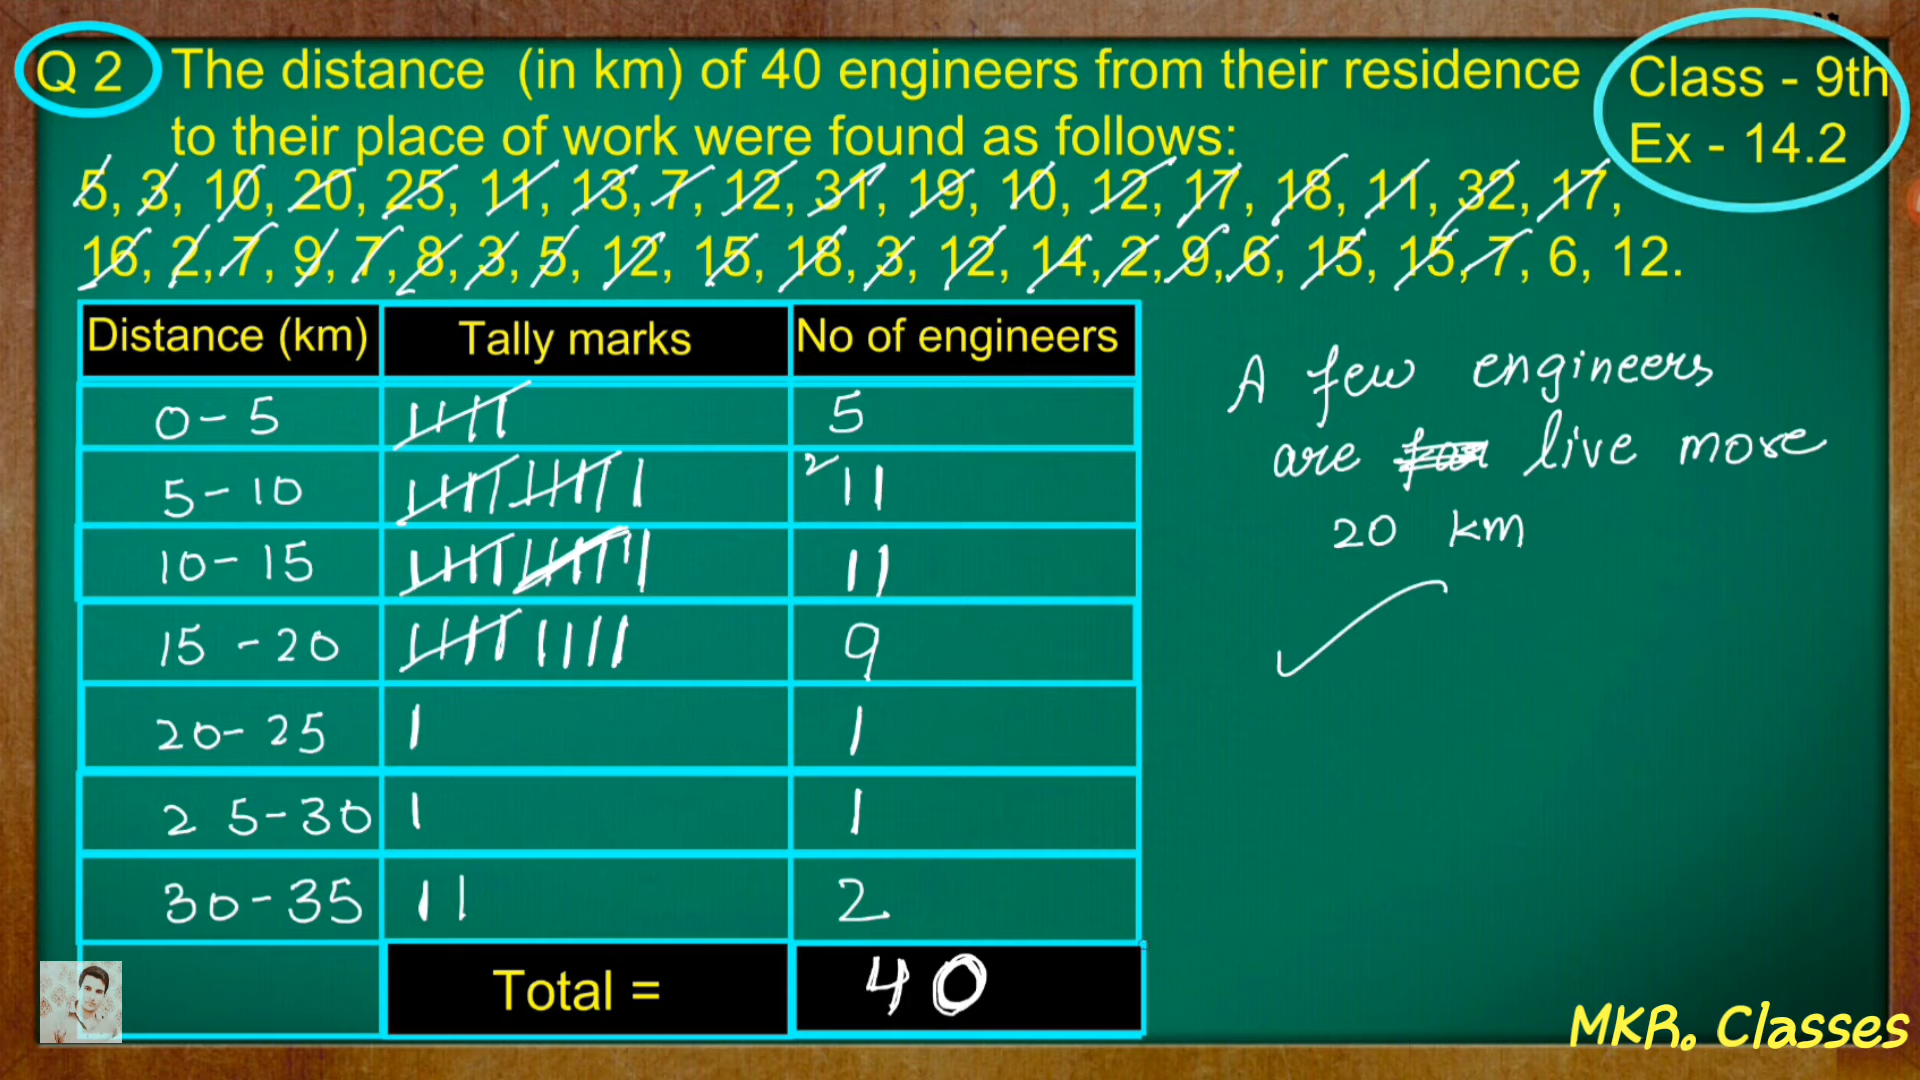 Q 2 The distance (in km) of 40 engineers from their residence
to their place of work were found as follows:
Class - 9th
Ex - 14.2
5, 3, 10, 20, 25, 11, 13, 7, 12, 31, 19, 10, 12, 17, 18, 11, 32, 17,
16, 2, 7, 9, 7, 8, 3, 5, 12, 15, 18, 3, 12, 14, 2, 9, 6, 15, 15, 7, 6, 12.
Distance (km) Tally marks No of engineers
0 - 5 5
5 - 10 2 11
10 - 15 11
15 - 20 9
20 - 25 1
25 - 30 1
30 - 35 2
Total = 40
A few engineers
are live more
20 km
MKR. Classes